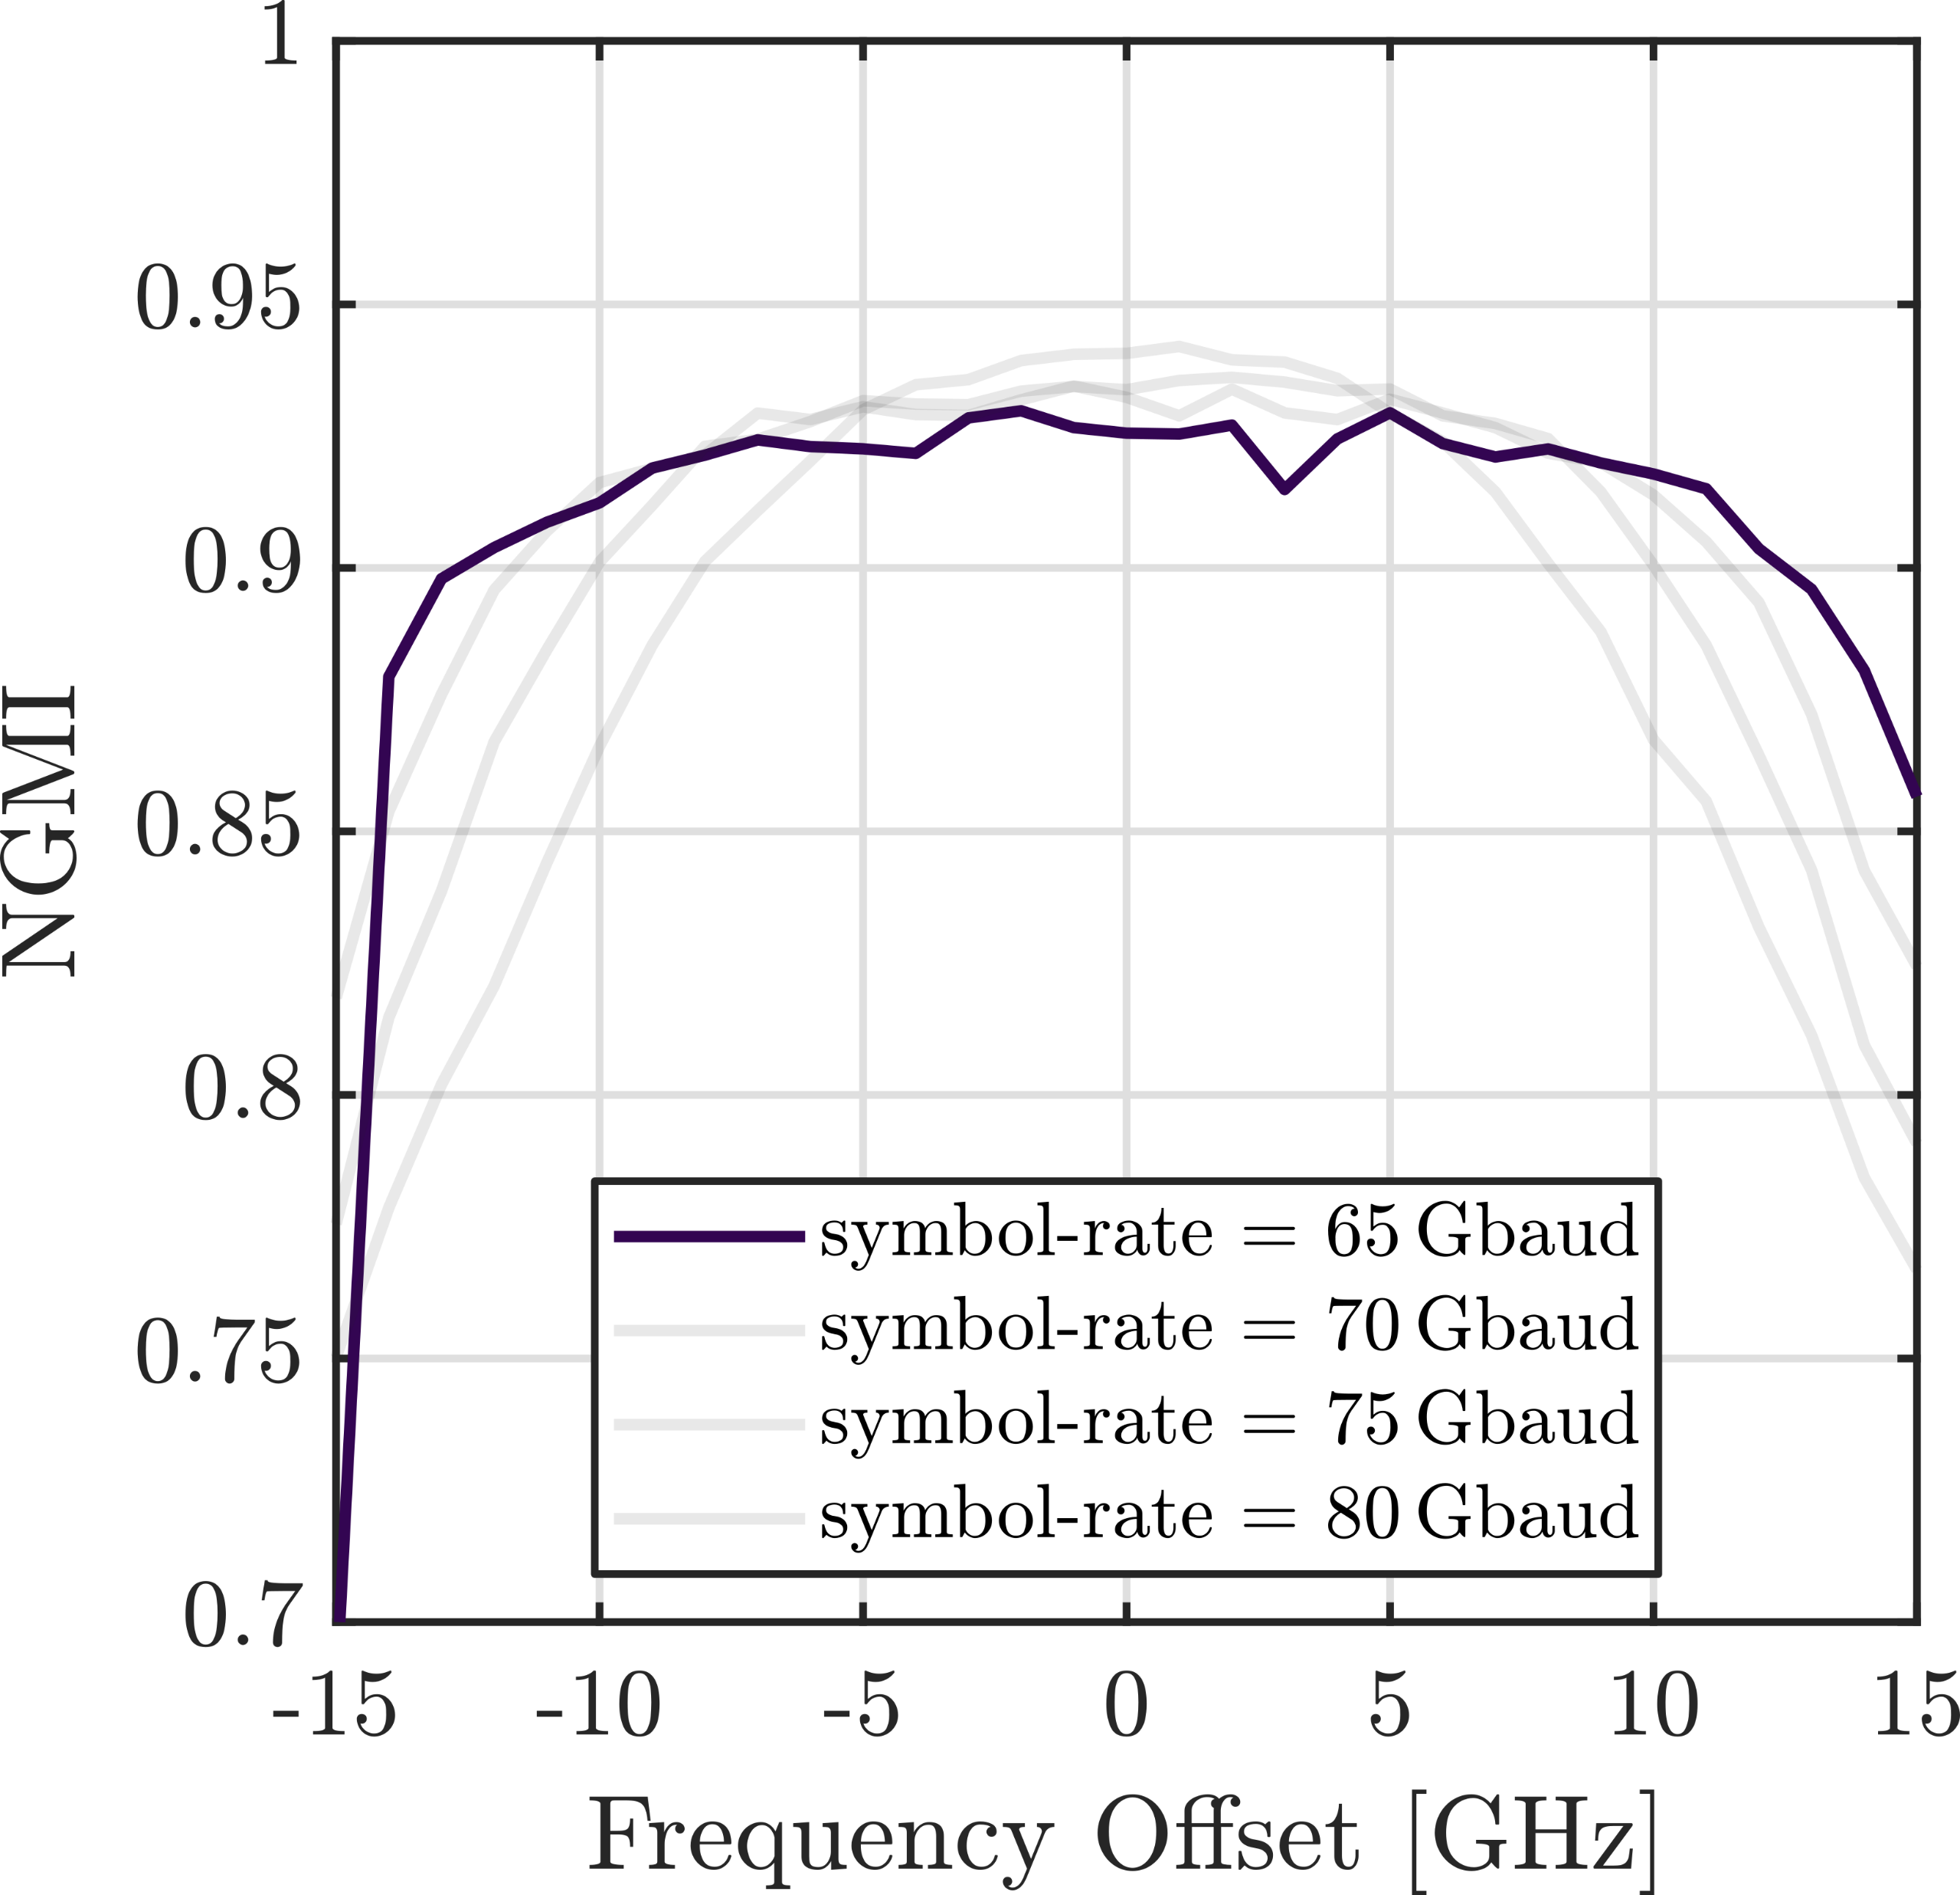 1
0.95
0.9
0.85
0.8
0.75
0.7
NGMI
symbol-rate = 65 Gbaud
symbol-rate = 70 Gbaud
symbol-rate = 75 Gbaud
symbol-rate = 80 Gbaud
-15 -10 -5 0 5 10 15
Frequency Offset [GHz]